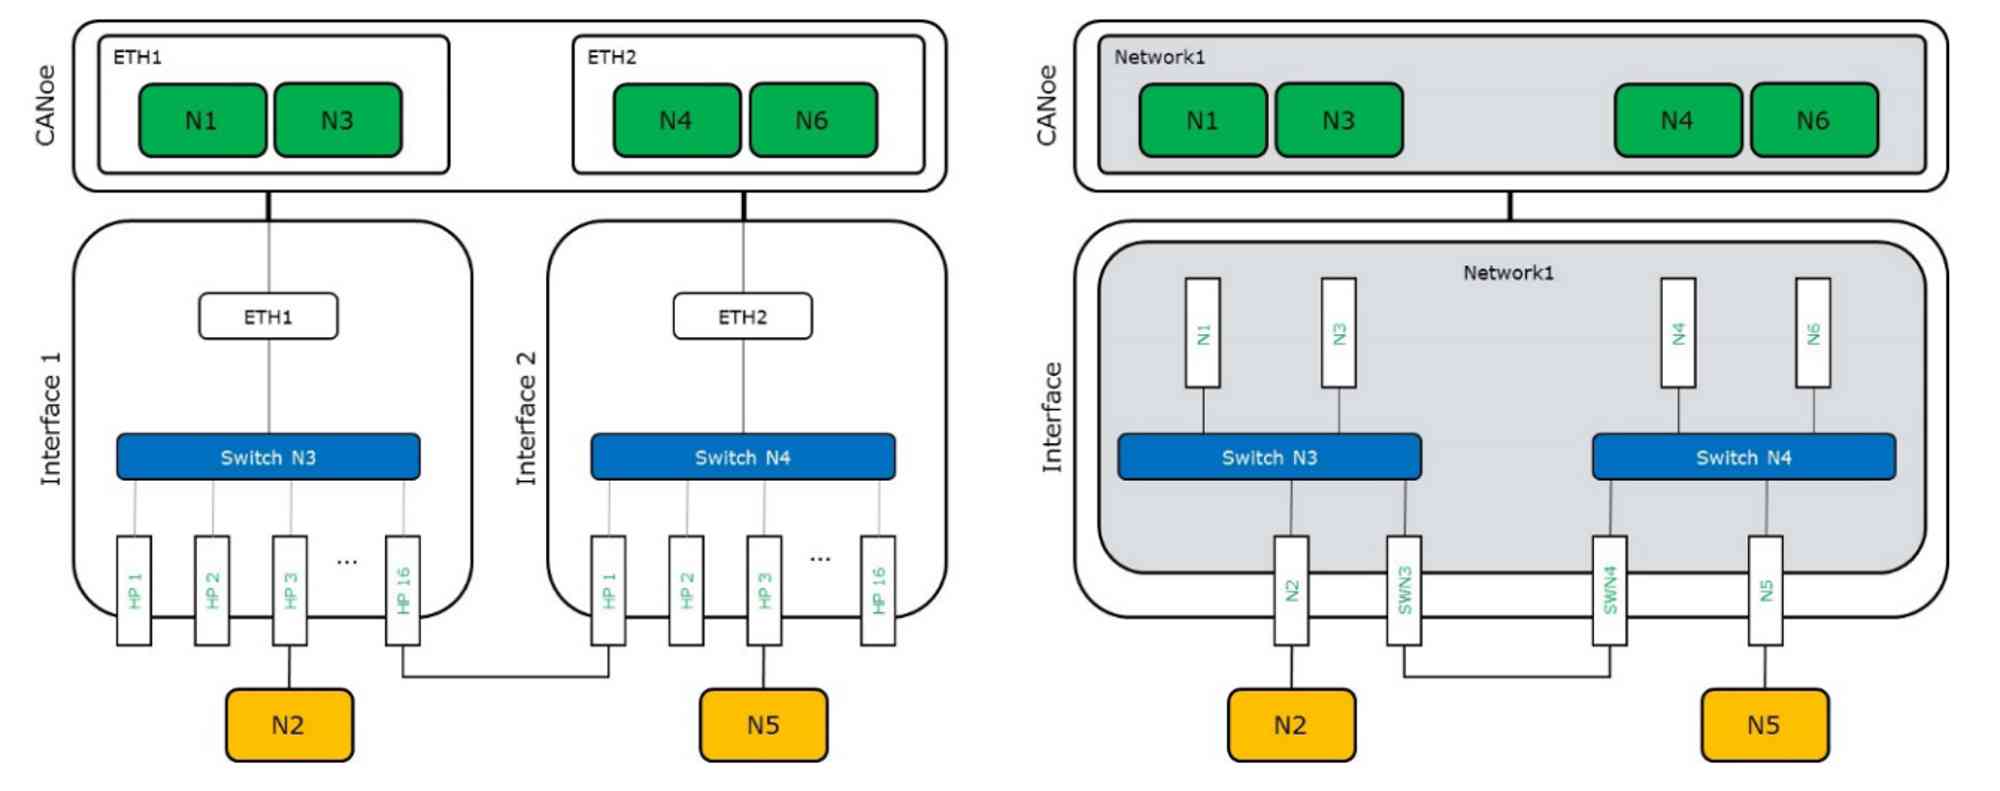 CANoe
ETH1
N1
N3
ETH2
N4
N6
Interface 1
ETH1
Switch N3
HP 1
HP 2
HP 3
...
HP 16
N2
Interface 2
ETH2
Switch N4
HP 1
HP 2
HP 3
...
HP 16
N5
CANoe
Network1
N1
N3
N4
N6
Interface
Network1
N1
N3
N4
N6
Switch N3
Switch N4
N2
SWN3
SWN4
N5
N2
N5